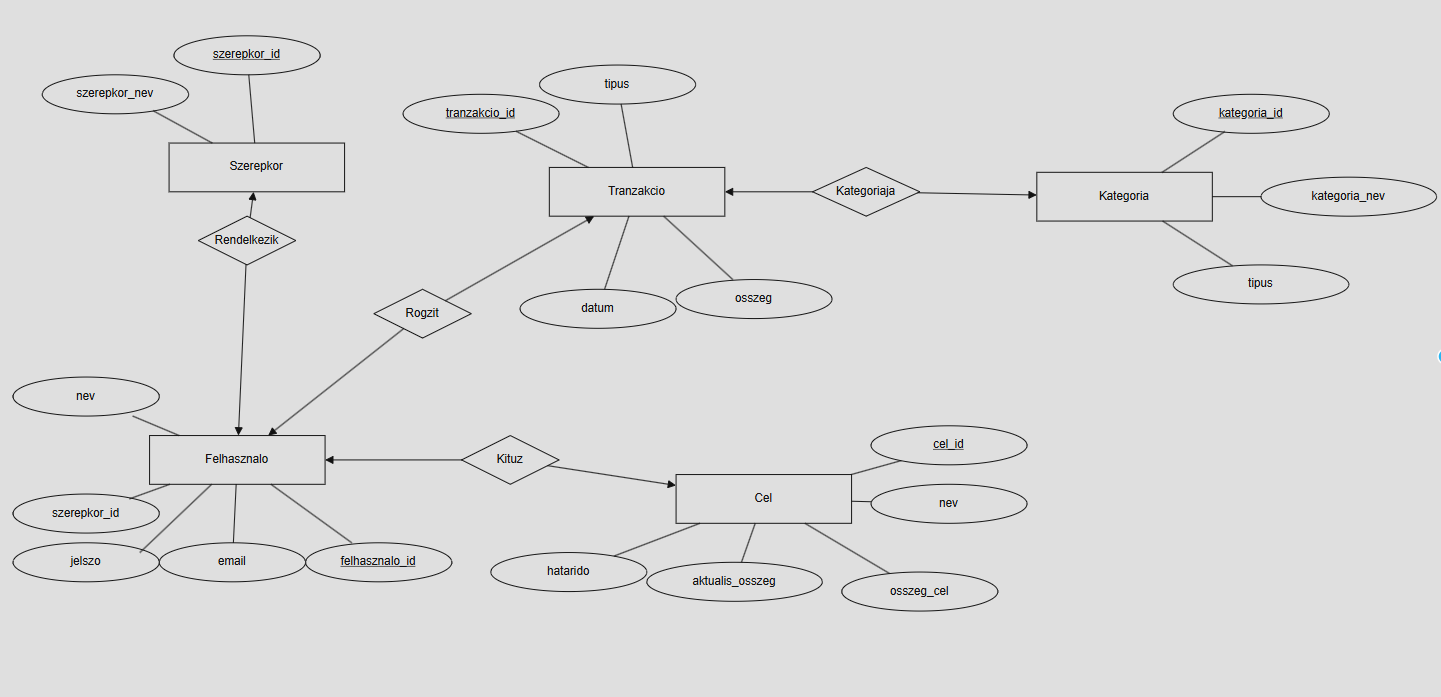 szerepkor_id
szerepkor_nev
Szerepkor
Rendelkezik
tipus
tranzakcio_id
Tranzakcio
Kategoriaja
kategoria_id
Kategoria
kategoria_nev
tipus
datum
osszeg
Rogzit
nev
Felhasznalo
szerepkor_id
jelszo
email
felhasznalo_id
Kituz
Cel
cel_id
nev
hatarido
aktualis_osszeg
osszeg_cel